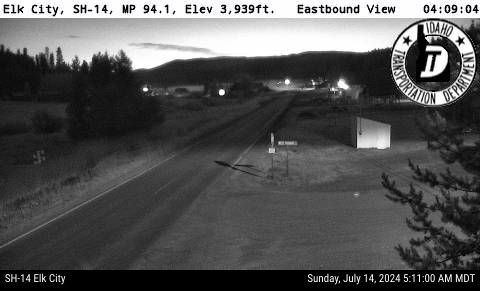 Elk City, SH-14, MP 94.1, Elev 3,939ft. Eastbound View 04:09:04
IDAHO
TRANSPORTATION DEPARTMENT
SH-14 Elk City Sunday, July 14, 2024 5:11:00 AM MDT